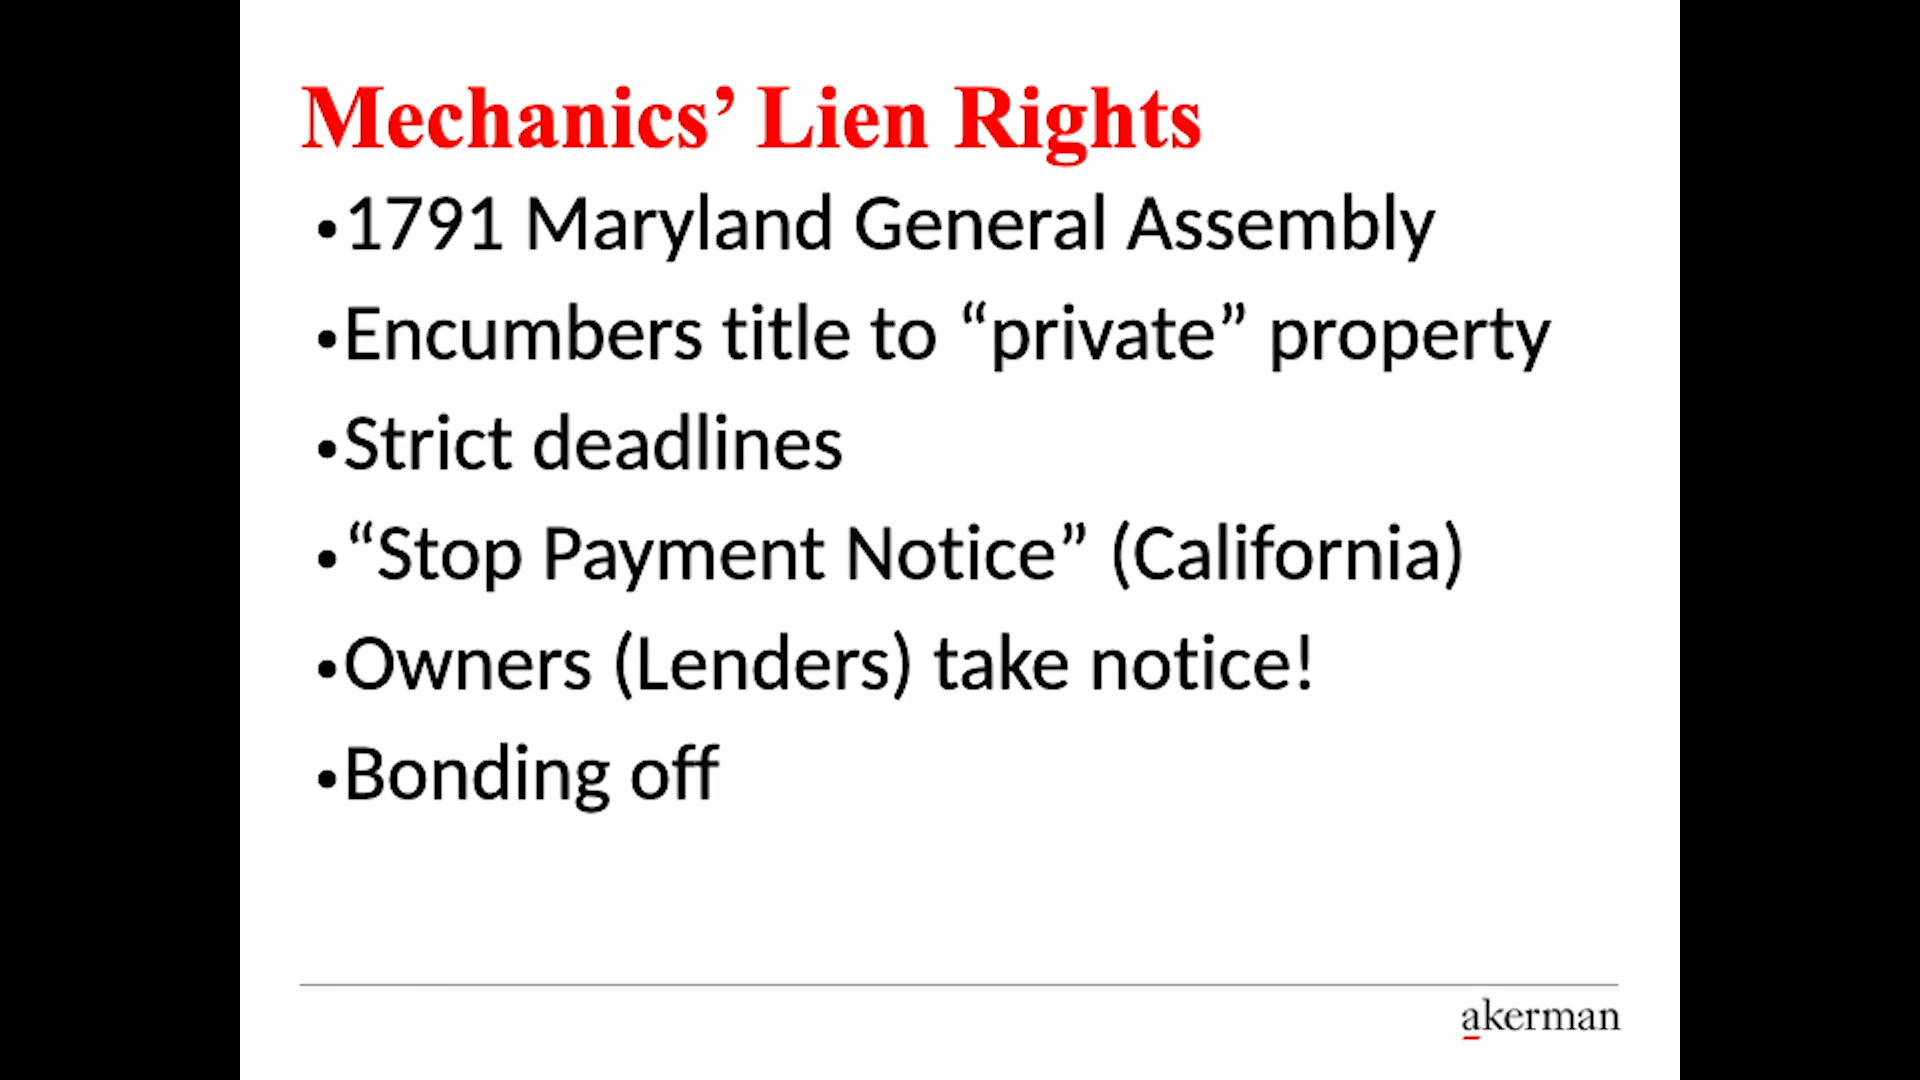 Mechanics’ Lien Rights
•1791 Maryland General Assembly
•Encumbers title to “private” property
•Strict deadlines
•“Stop Payment Notice” (California)
•Owners (Lenders) take notice!
•Bonding off
akerman